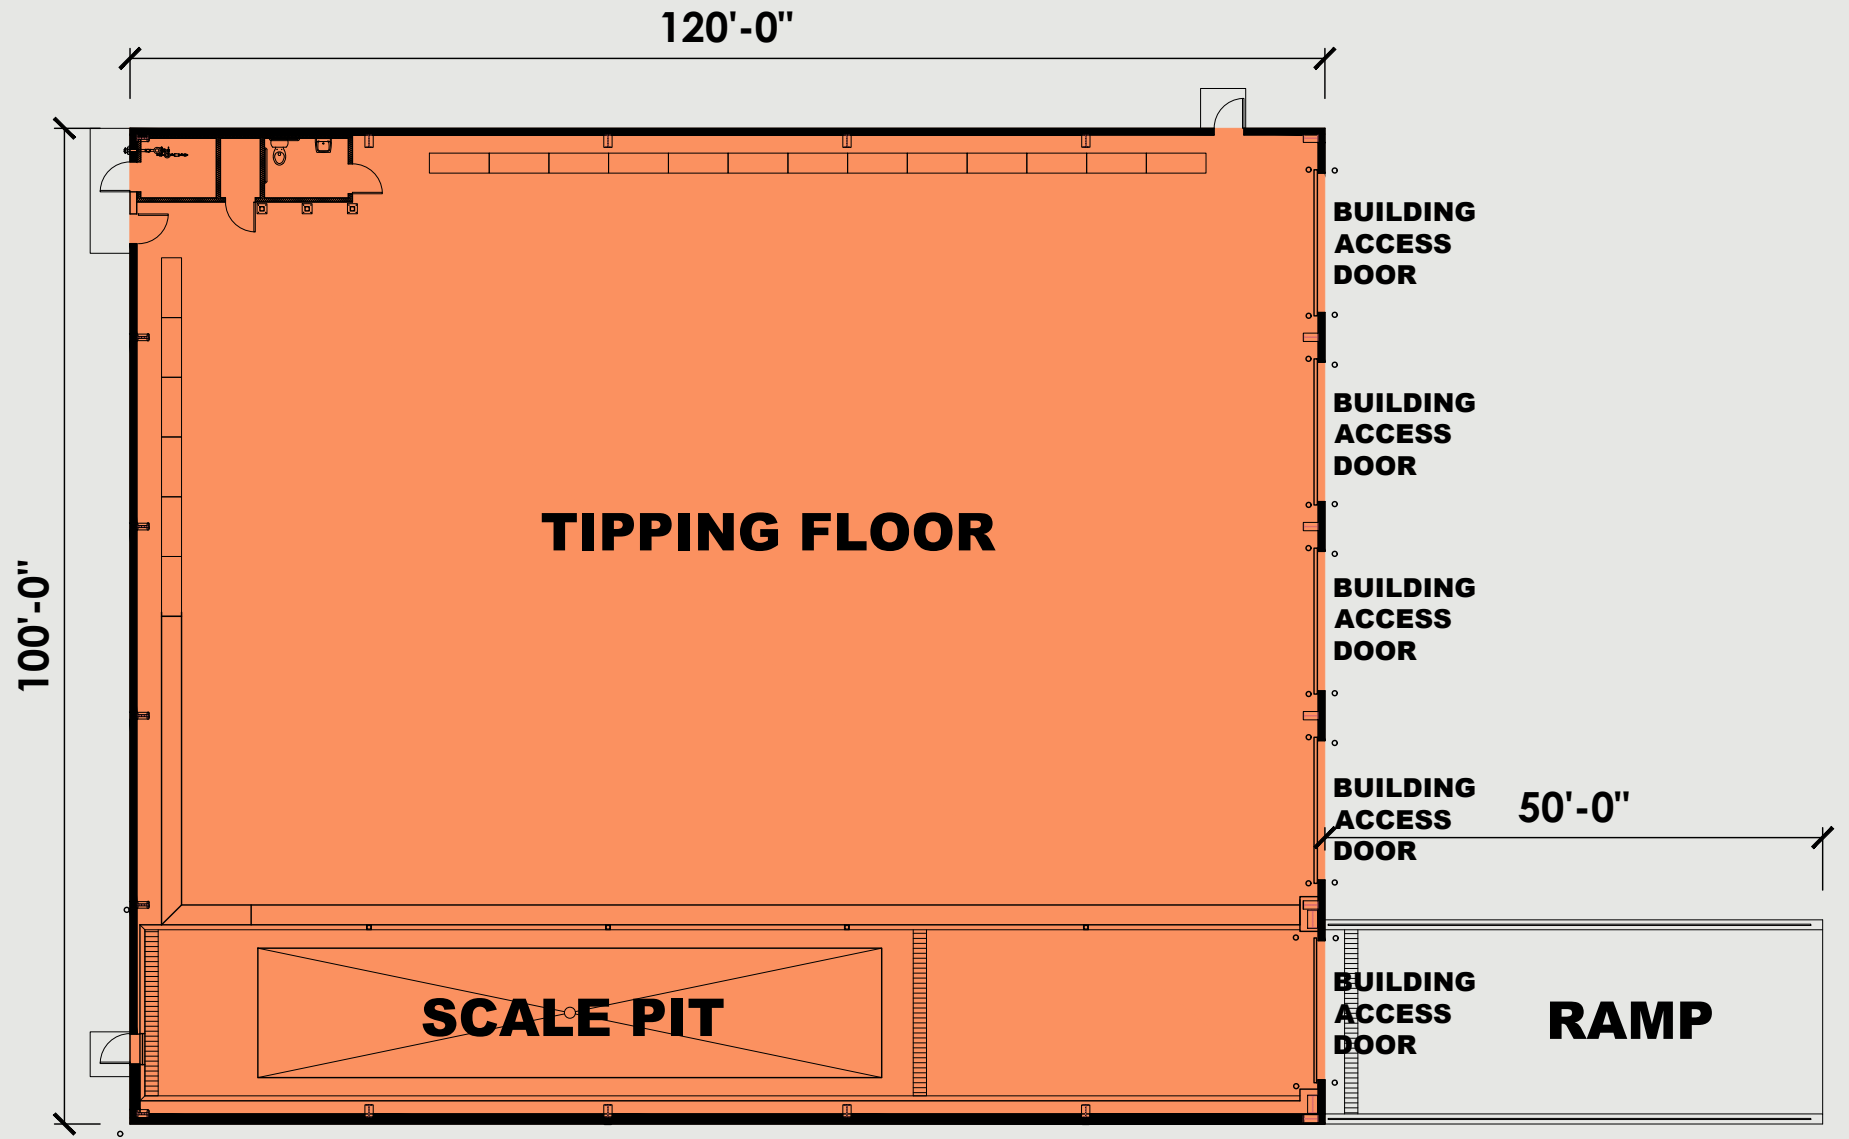 120'-0"
BUILDING
ACCESS
DOOR
BUILDING
ACCESS
DOOR
TIPPING FLOOR
100'-0"
BUILDING
ACCESS
DOOR
BUILDING
ACCESS
DOOR
50'-0"
SCALE PIT
BUILDING
ACCESS
DOOR
RAMP